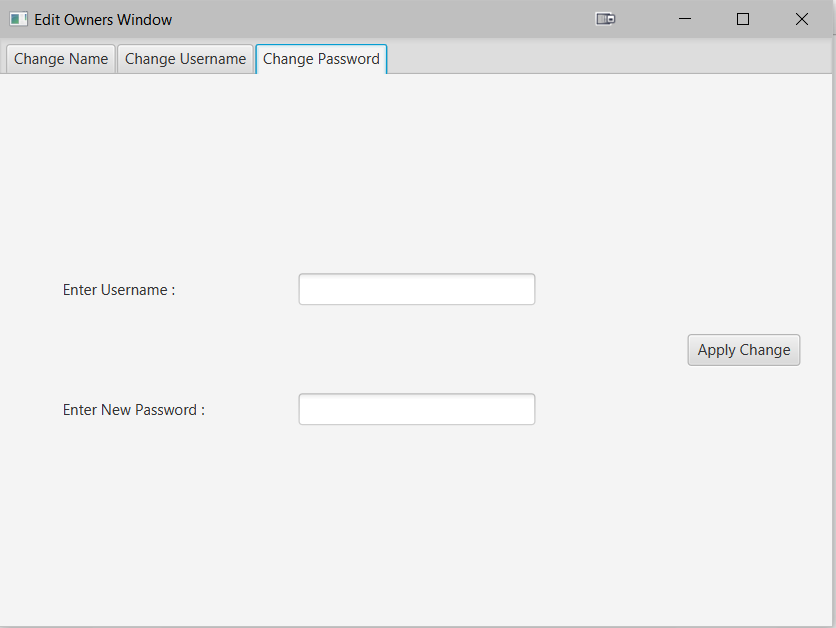 Edit Owners Window
Change Name Change Username Change Password
Enter Username :
Apply Change
Enter New Password :